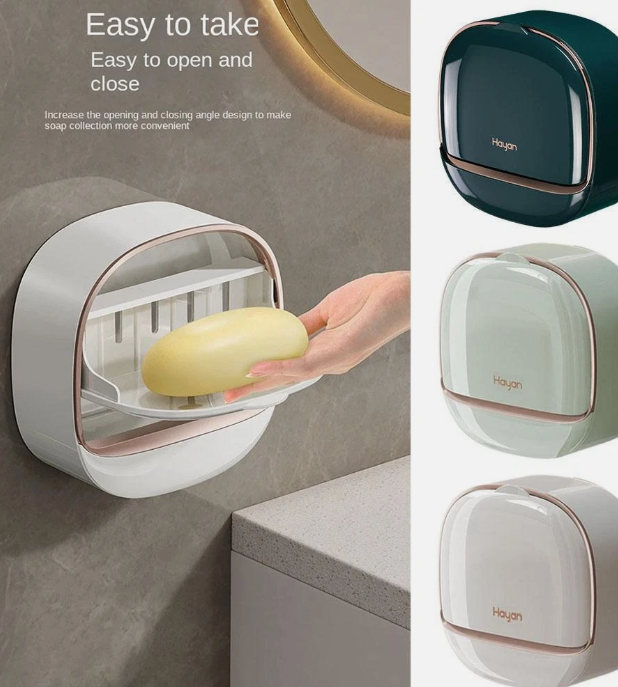 Easy to take
Easy to open and
close
Increase the opening and closing angle design to make
soap collection more convenient
Hayan
Hayan
Hayan